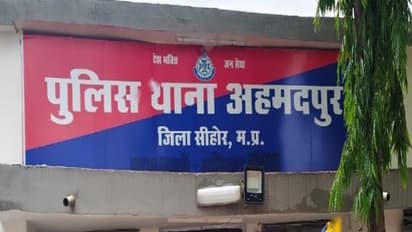 देश भक्ति जन सेवा
पुलिस थाना अहमदपुर
जिला सीहोर, म.प्र.